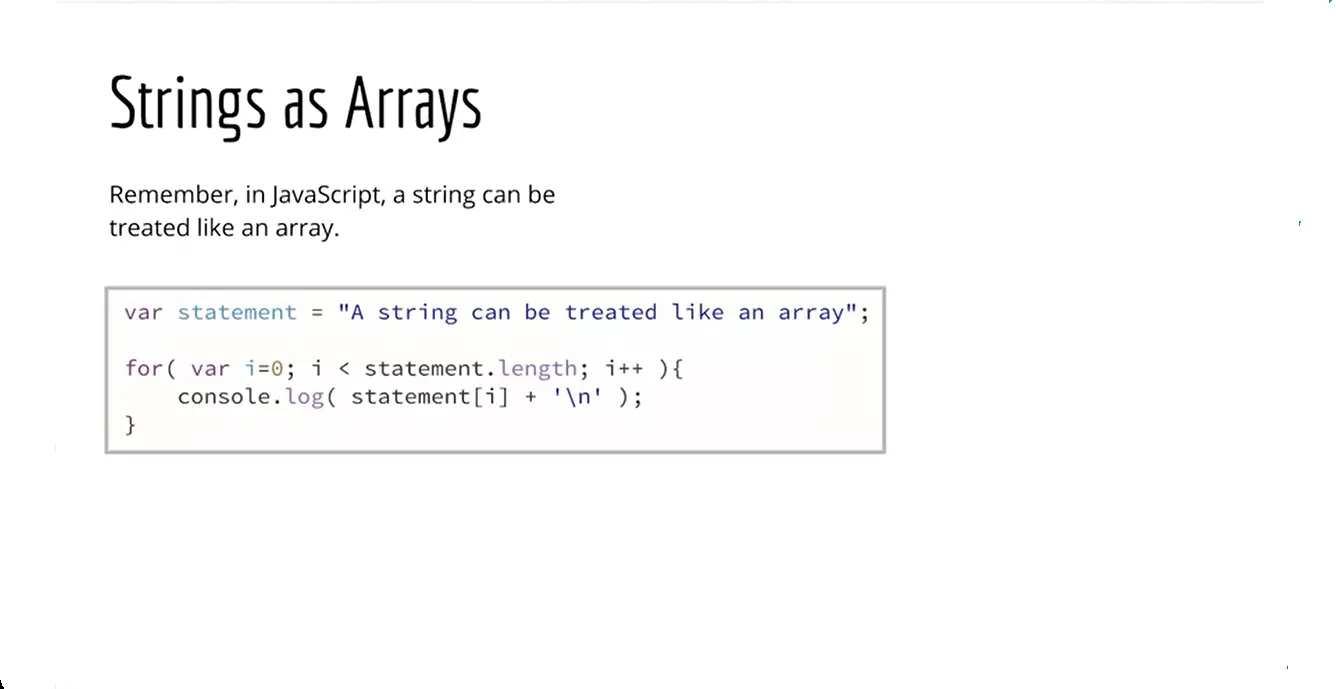 Strings as Arrays
Remember, in JavaScript, a string can be
treated like an array.
var statement = "A string can be treated like an array";
for( var i=0; i < statement.length; i++ ){
    console.log( statement[i] + '\n' );
}